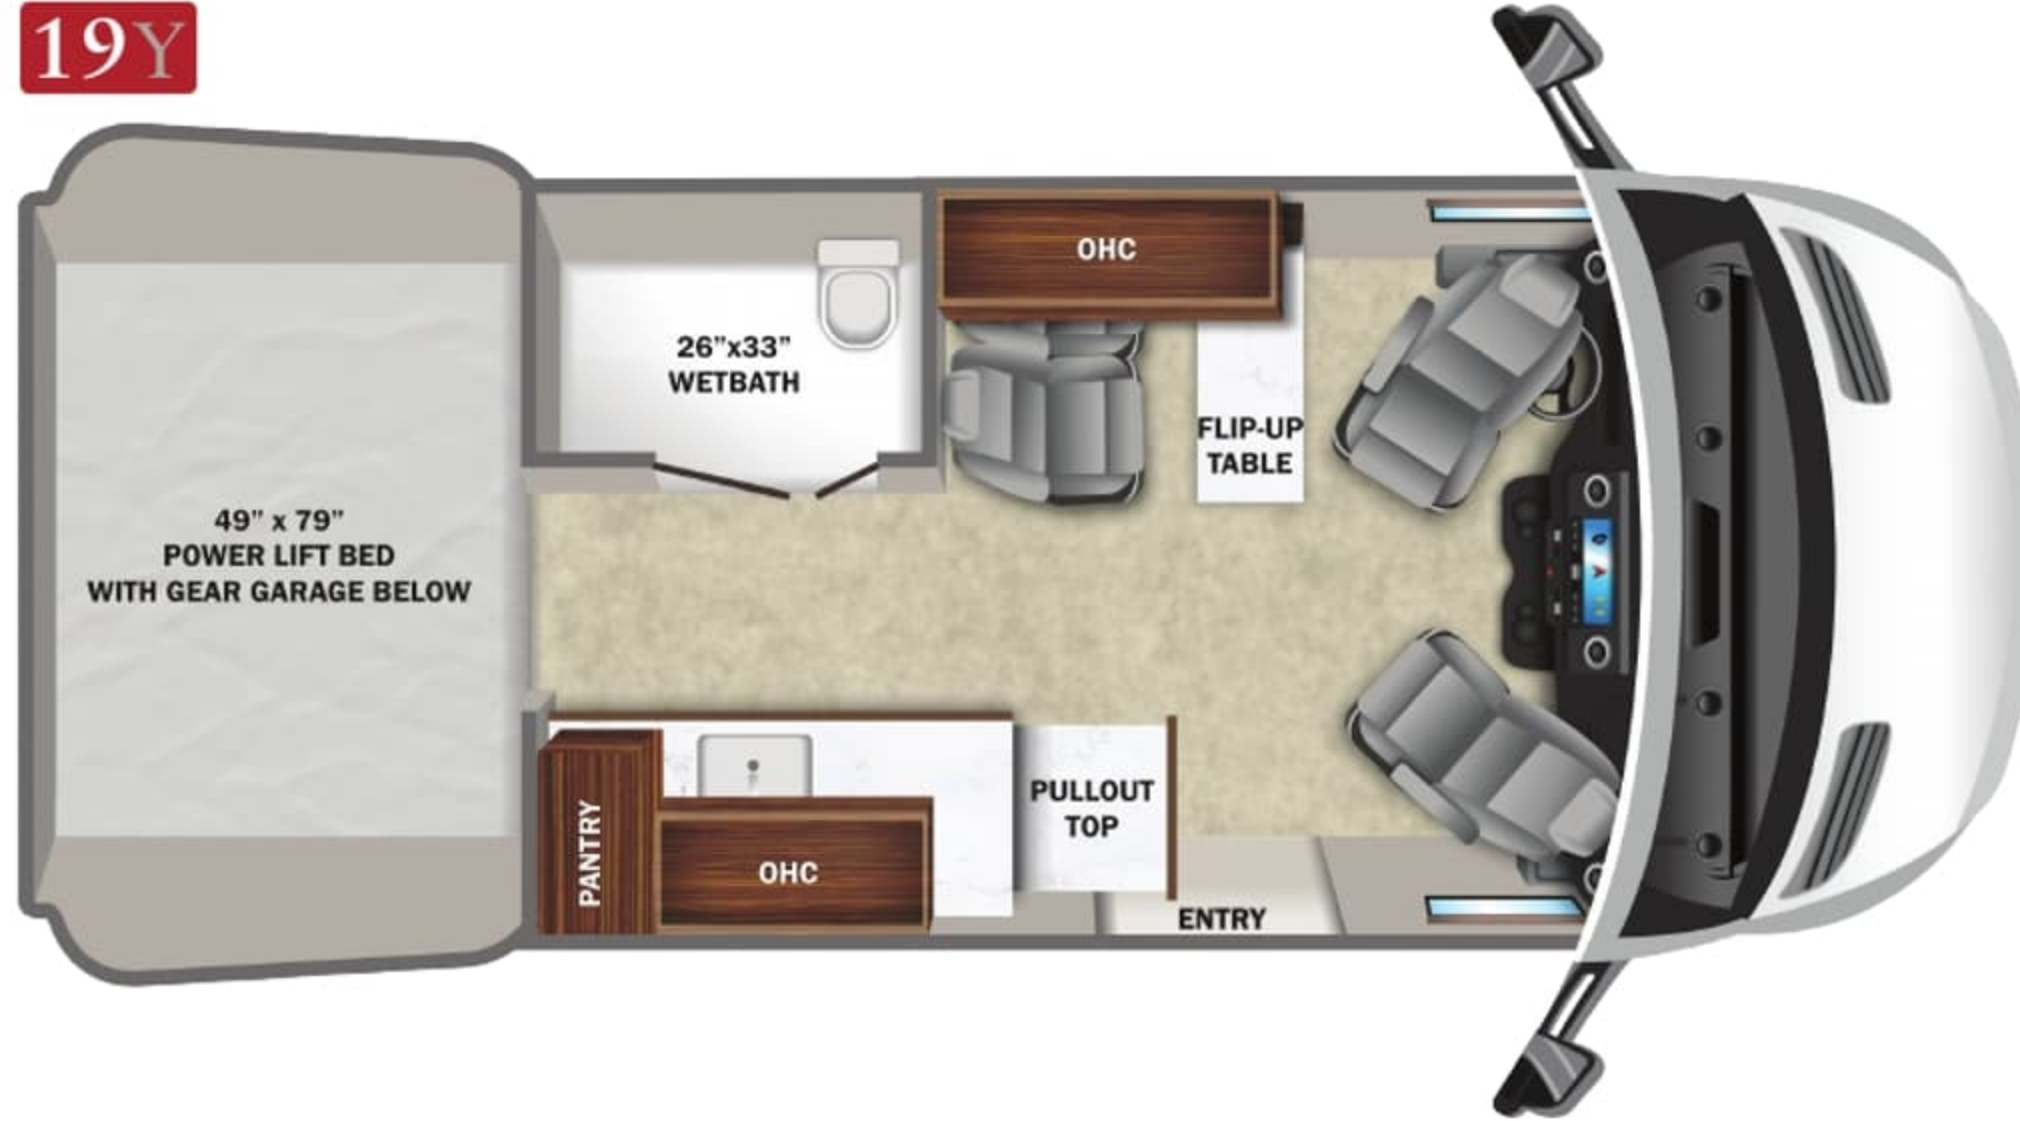 19Y
OHC
26”x33”
WETBATH
FLIP-UP
TABLE
49” x 79”
POWER LIFT BED
WITH GEAR GARAGE BELOW
PANTRY
OHC
PULLOUT
TOP
ENTRY